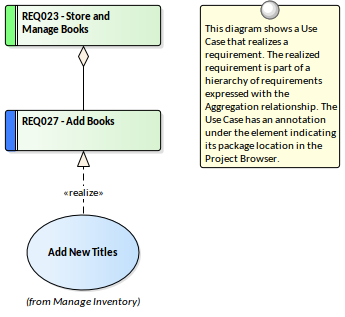 REQ023 - Store and
Manage Books
This diagram shows a Use
Case that realizes a
requirement. The realized
requirement is part of a
hierarchy of requirements
expressed with the
Aggregation relationship. The
Use Case has an annotation
under the element indicating
its package location in the
Project Browser.
REQ027 - Add Books
«realize»
Add New Titles
(from Manage Inventory)